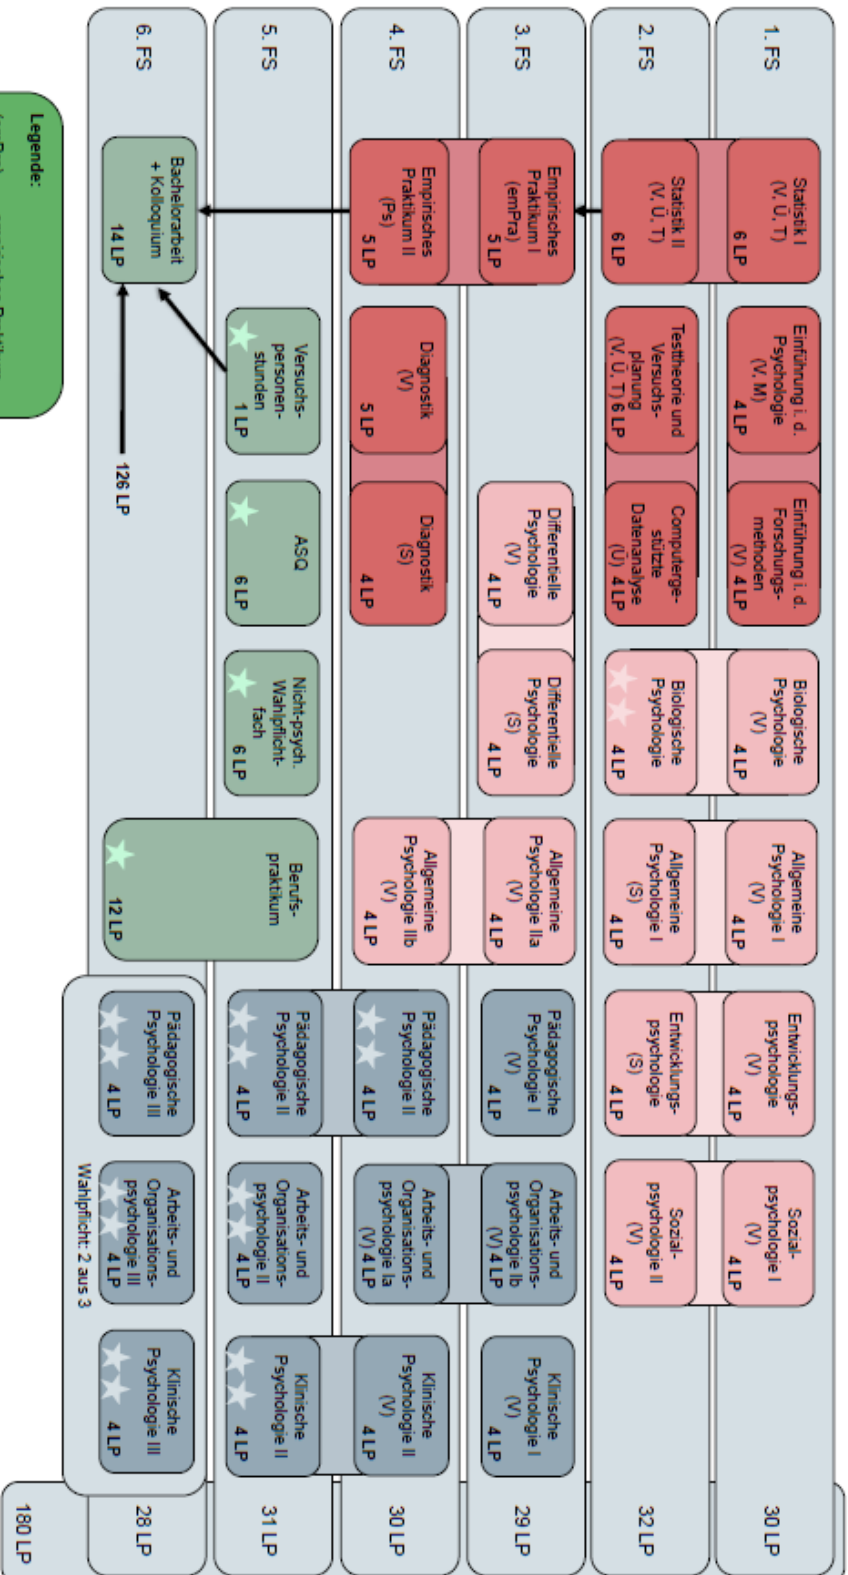 1. FS
Statistik I
(V, Ü, T)
6 LP
Einführung i. d.
Psychologie
(V, M)
4 LP
Einführung i. d.
Forschungs-
methoden
(V) 4 LP
Biologische
Psychologie
(V)
4 LP
Allgemeine
Psychologie I
(V)
4 LP
Entwicklungs-
psychologie
(V)
4 LP
Sozial-
psychologie I
(V)
4 LP
30 LP
2. FS
Statistik II
(V, Ü, T)
6 LP
Testtheorie und
Versuchs-
planung
(V, Ü, T) 6 LP
Computerge-
stützte
Datenanalyse
(Ü) 4 LP
Biologische
Psychologie
4 LP
Allgemeine
Psychologie I
(S)
4 LP
Entwicklungs-
psychologie
(S)
4 LP
Sozial-
psychologie II
(V)
4 LP
32 LP
3. FS
Empirisches
Praktikum I
(emPra)
5 LP
Differentielle
Psychologie
(V)
4 LP
Differentielle
Psychologie
(S)
4 LP
Allgemeine
Psychologie IIa
(V)
4 LP
Pädagogische
Psychologie I
(V)
4 LP
Arbeits- und
Organisations-
psychologie Ib
(V) 4 LP
Klinische
Psychologie I
(V)
4 LP
29 LP
4. FS
Empirisches
Praktikum II
(Ps)
5 LP
Diagnostik
(V)
5 LP
Diagnostik
(S)
4 LP
Allgemeine
Psychologie IIb
(V)
4 LP
Pädagogische
Psychologie II
4 LP
Arbeits- und
Organisations-
psychologie Ia
(V) 4 LP
Klinische
Psychologie II
(V)
4 LP
30 LP
5. FS
Versuchs-
personen-
stunden
1 LP
ASQ
6 LP
Nicht-psych.
Wahlpflicht-
fach
6 LP
Berufs-
praktikum
12 LP
Pädagogische
Psychologie II
4 LP
Arbeits- und
Organisations-
psychologie II
4 LP
Klinische
Psychologie II
4 LP
31 LP
6. FS
Bachelorarbeit
+ Kolloquium
14 LP
126 LP
Pädagogische
Psychologie III
4 LP
Arbeits- und
Organisations-
psychologie III
4 LP
Klinische
Psychologie III
4 LP
Wahlpflicht: 2 aus 3
28 LP
180 LP
Legende: